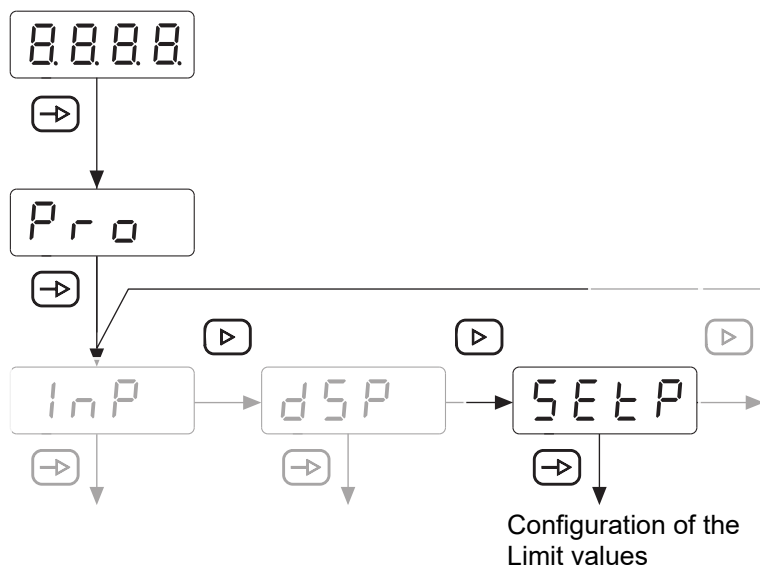 8.8.8.8.
Pro
InP
dSP
SEtP
Configuration of the
Limit values